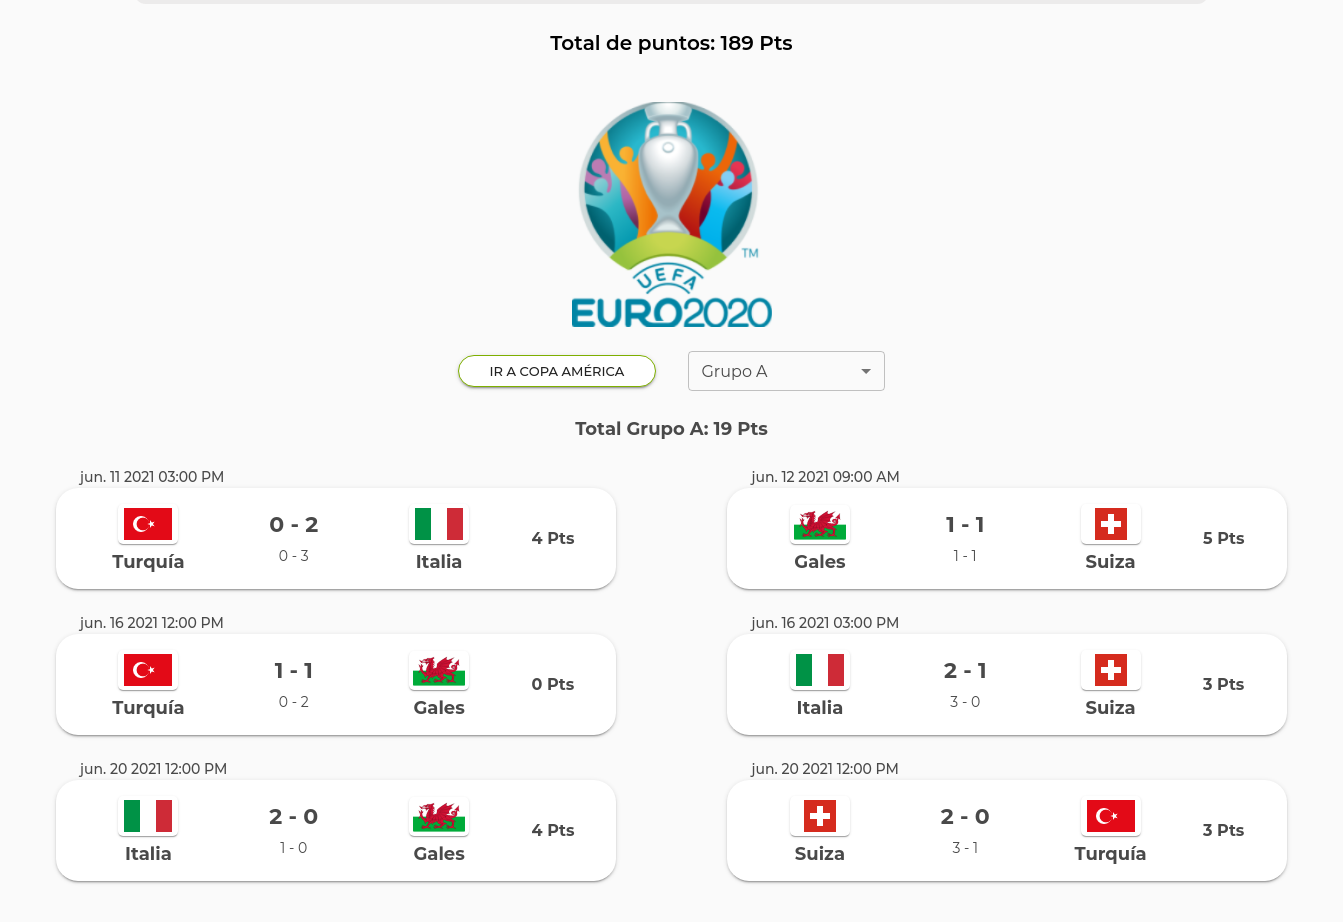 Total de puntos: 189 Pts
TM
UEFA
EURO2020
IR A COPA AMÉRICA
Grupo A
Total Grupo A: 19 Pts
jun. 11 2021 03:00 PM
0 - 2
0 - 3
Turquía
Italia
4 Pts
jun. 12 2021 09:00 AM
1 - 1
1 - 1
Gales
Suiza
5 Pts
jun. 16 2021 12:00 PM
1 - 1
0 - 2
Turquía
Gales
0 Pts
jun. 16 2021 03:00 PM
2 - 1
3 - 0
Italia
Suiza
3 Pts
jun. 20 2021 12:00 PM
2 - 0
1 - 0
Italia
Gales
4 Pts
jun. 20 2021 12:00 PM
2 - 0
3 - 1
Suiza
Turquía
3 Pts